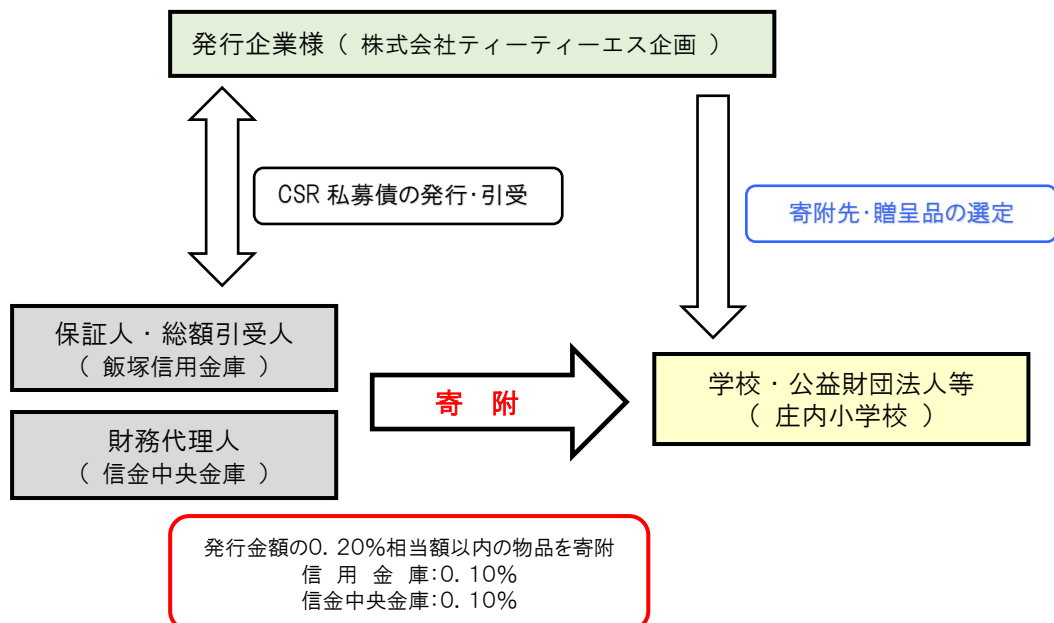 発行企業様（ 株式会社ティーティーエス企画 ）
CSR 私募債の発行・引受
寄附先・贈呈品の選定
保証人・総額引受人
（ 飯塚信用金庫 ）
寄 附
学校・公益財団法人等
（ 庄内小学校 ）
財務代理人
（ 信金中央金庫 ）
発行金額の0．20％相当額以内の物品を寄附
信 用 金 庫：0．10％
信金中央金庫：0．10％